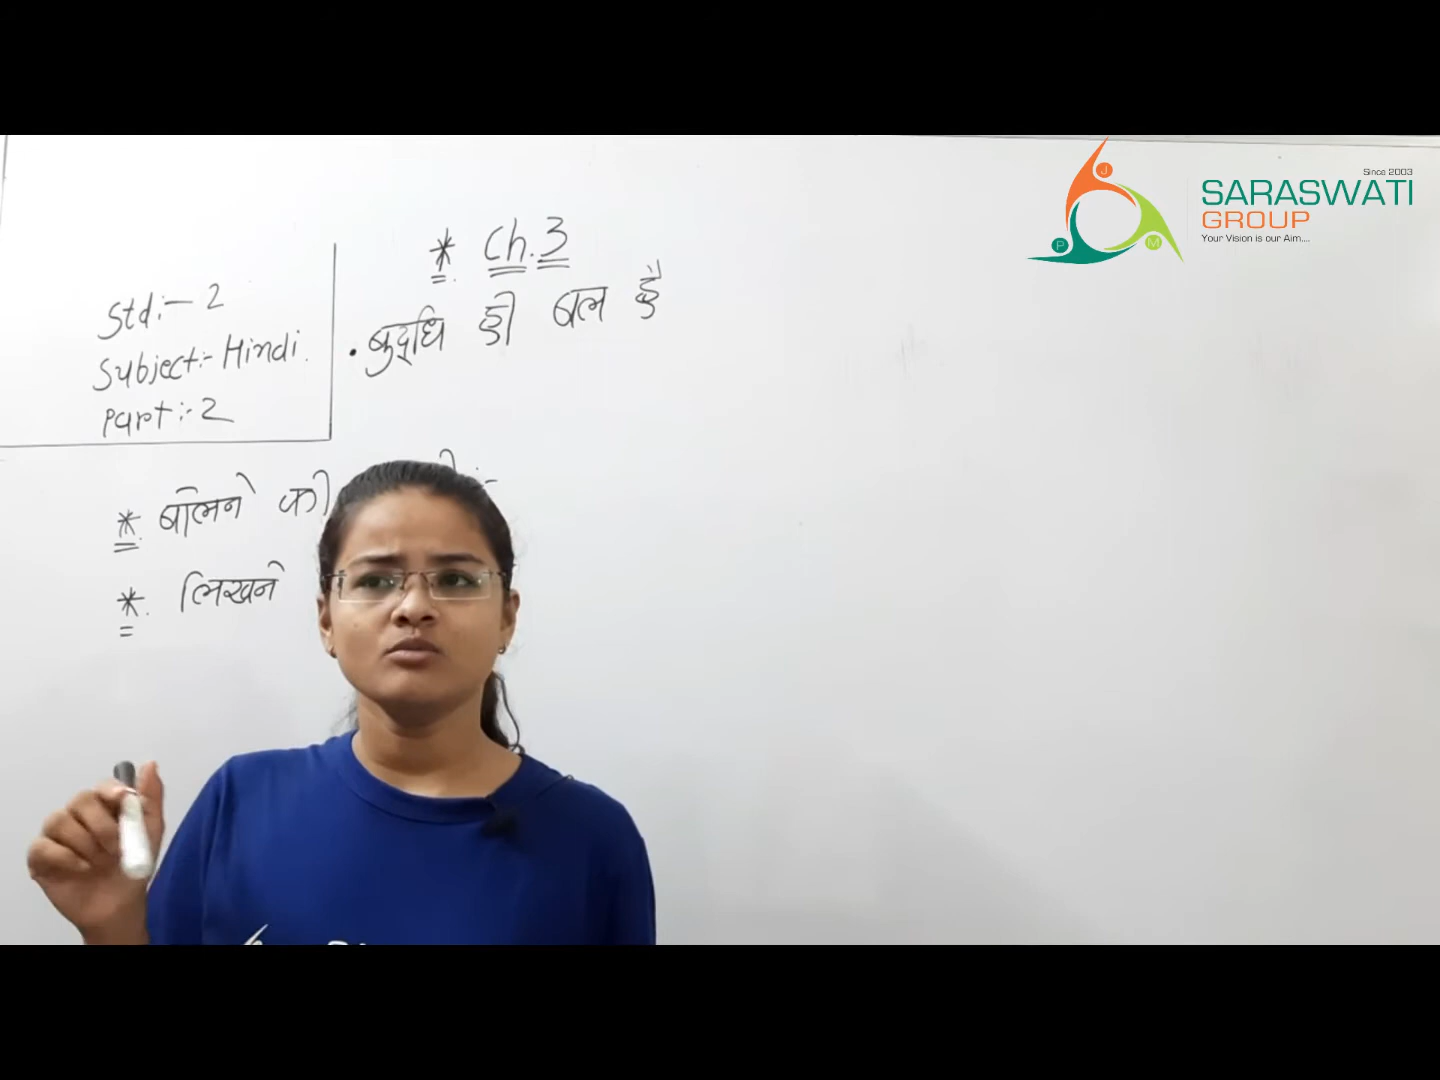 Since 2003
SARASWATI
GROUP
Your Vision is our Aim....
J
P
M
* Ch.3
• बुद्धि ही बल है
Std:- 2
Subject:- Hindi.
Part:- 2
* बोलने की
* लिखने